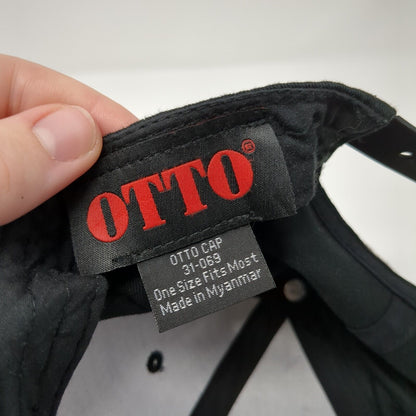 OTTO®
OTTO CAP
31-069
One Size Fits Most
Made in Myanmar